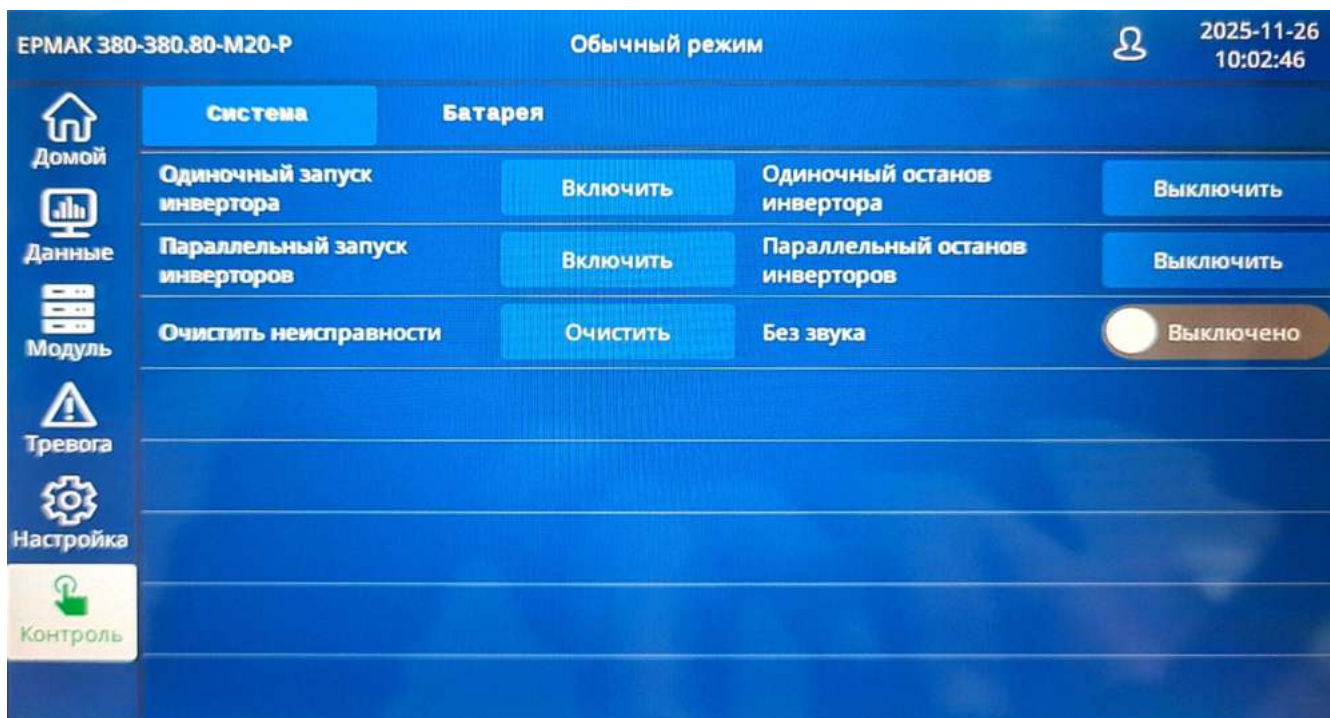 ЕРМАК 380-380.80-М20-Р
Обычный режим
2025-11-26
10:02:46
Домой
Данные
Модуль
Тревога
Настройка
Контроль
Система
Батарея
Одиночный запуск
инвертора
Включить
Одиночный останов
инвертора
Выключить
Параллельный запуск
инверторов
Включить
Параллельный останов
инверторов
Выключить
Очистить неисправности
Очистить
Без звука
Выключено